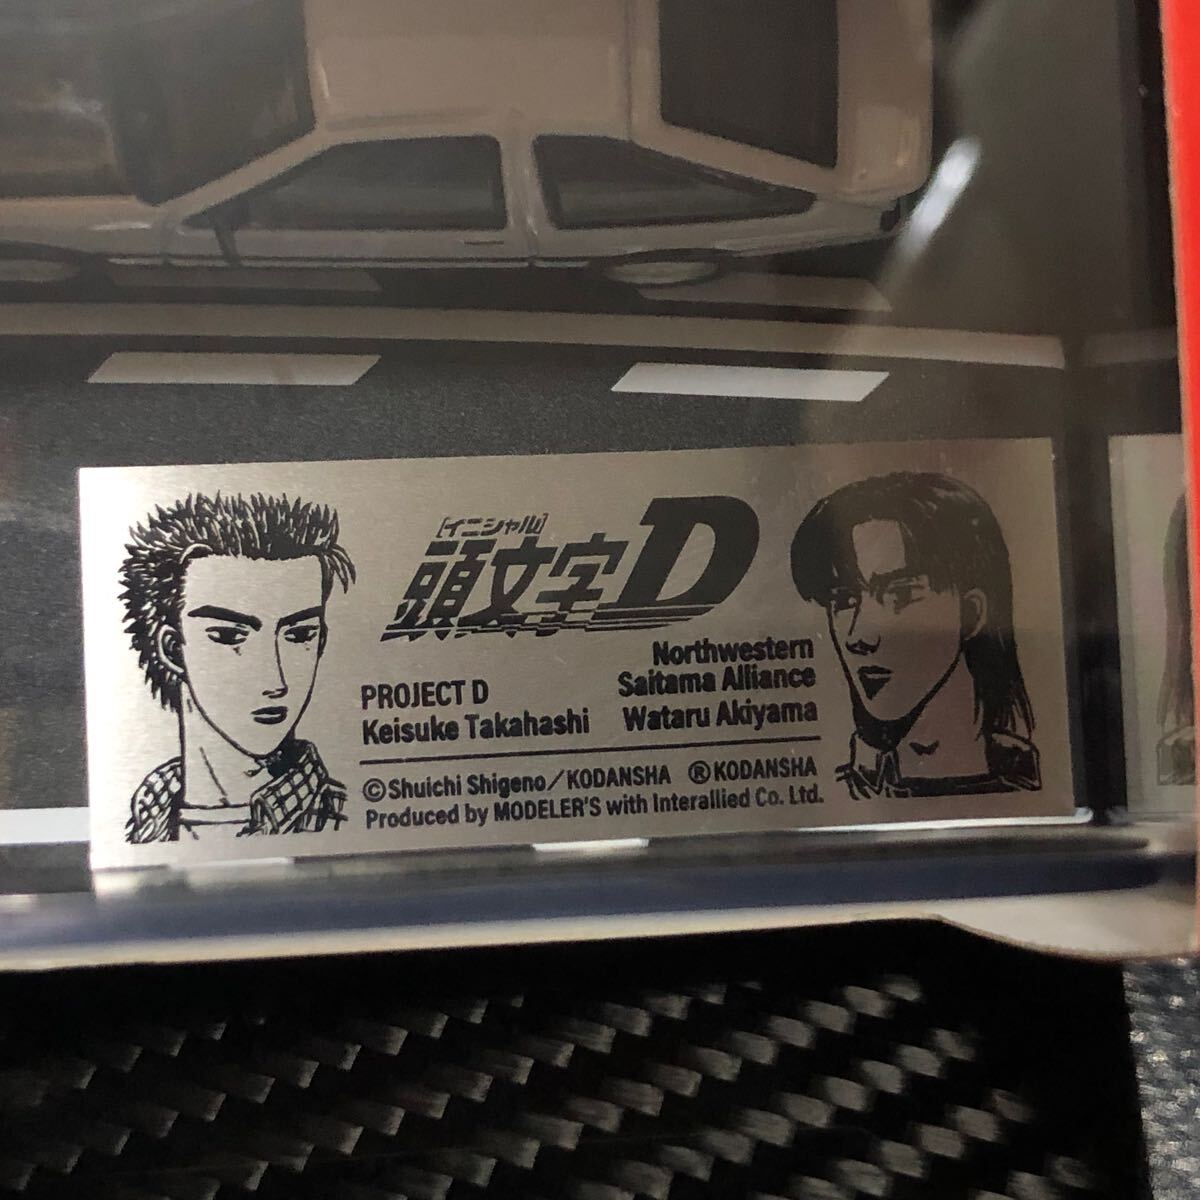 [イニシャル]
頭文字D
PROJECT D
Keisuke Takahashi
Northwestern
Saitama Alliance
Wataru Akiyama
©Shuichi Shigeno/KODANSHA ®KODANSHA
Produced by MODELER'S with Interallied Co. Ltd.